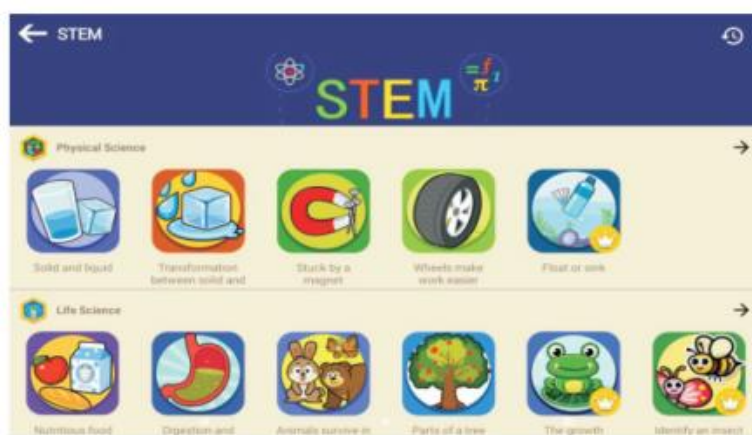 STEM
STEM
Physical Science
Solid and liquid
Transformation
between solid and
Stuck by a
magnet
Wheels make
work easier
Float or sink
Life Science
Nutritious food
Digestion and
Animals survive in
Parts of a tree
The growth
Identify an insect